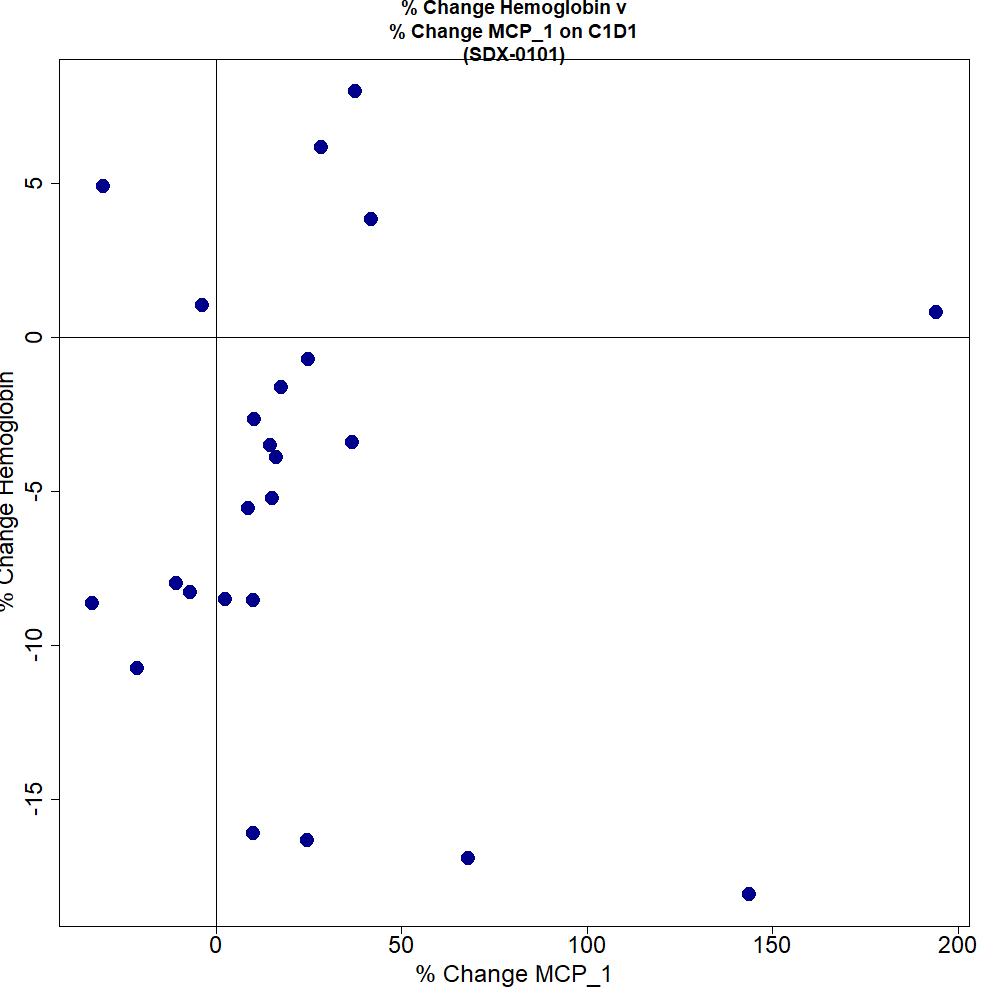 % Change Hemoglobin v
% Change MCP_1 on C1D1
(SDX-0101)
% Change Hemoglobin
5
0
-5
-10
-15
0 50 100 150 200
% Change MCP_1